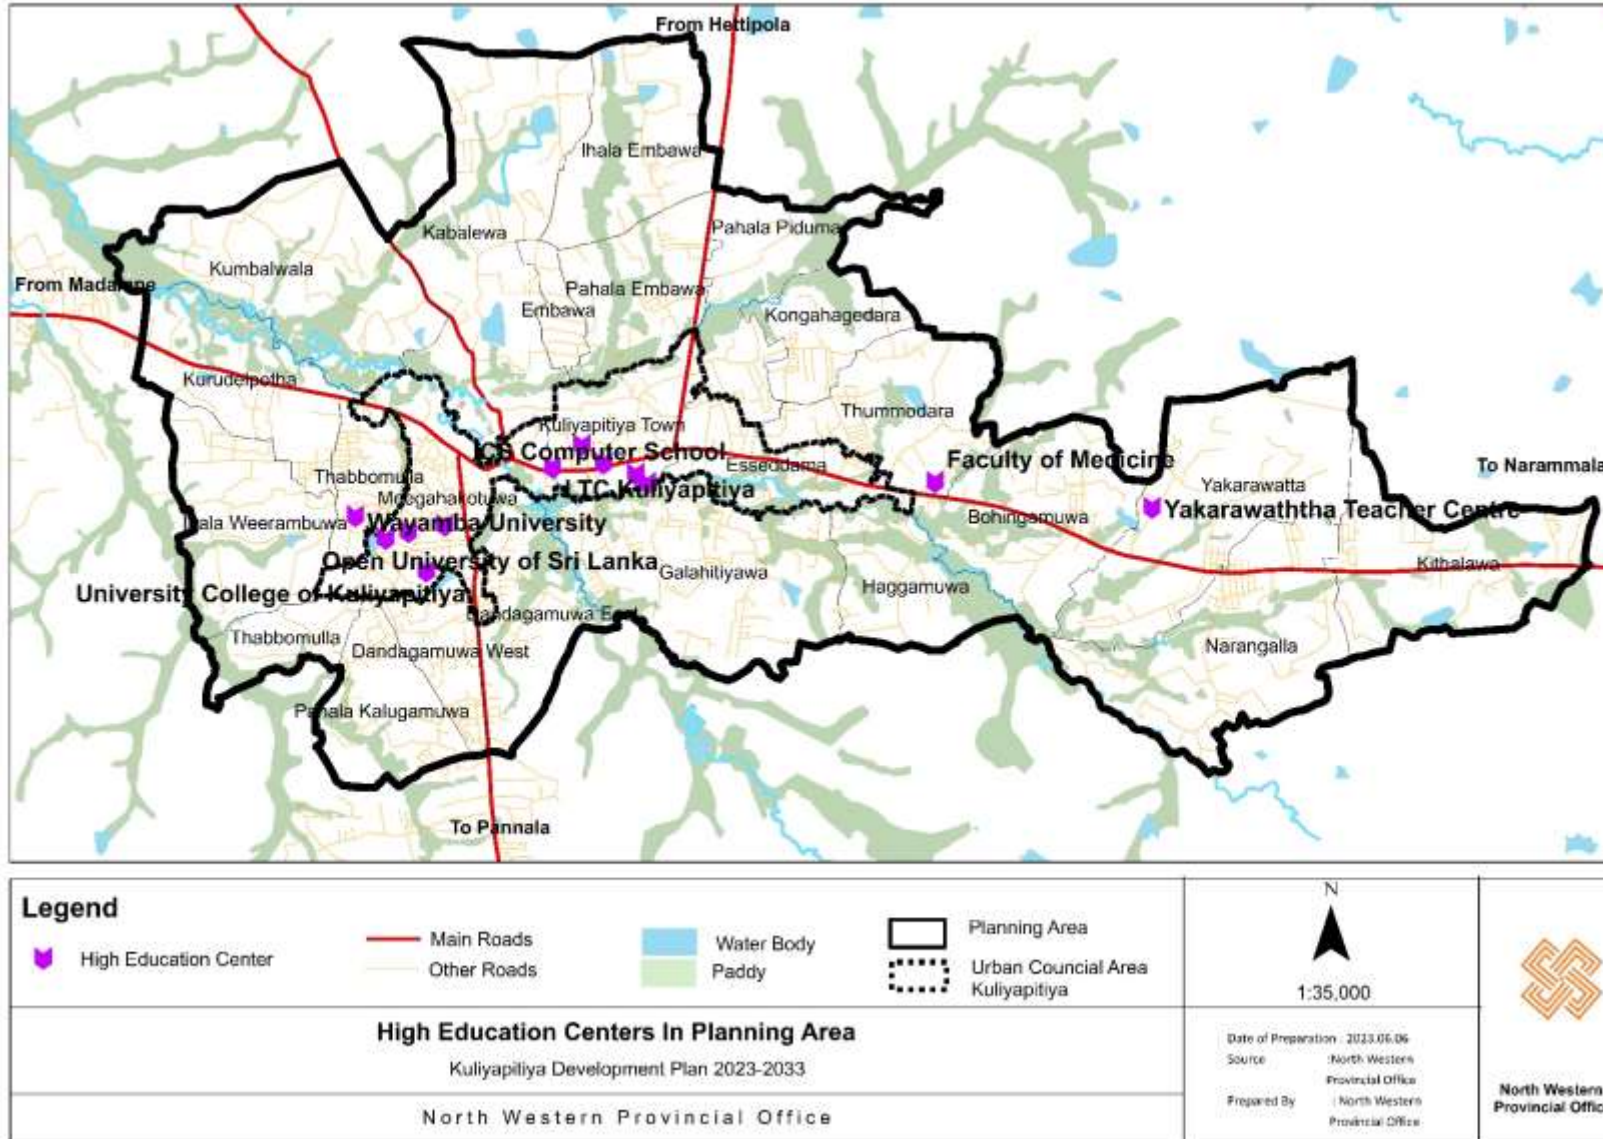 From Hettipola
Ihala Embawa
Kabalewa
Pahala Piduma
Kumbalwala
From Madampe
Pahala Embawa
Embawa
Kongahagedara
Kurudelpotha
Thummodara
Kuliyapitiya Town
ICS Computer School
Esseddama
Faculty of Medicine
To Narammala
Thabbomulla
Meegahakotuwa
LTC Kuliyapitiya
Yakarawatta
Yakarawaththa Teacher Centre
Ihala Weerambuwa
Wayamba University
Bohingamuwa
Open University of Sri Lanka
Galahitiyawa
Haggamuwa
Kithalawa
University College of Kuliyapitiya
Dandagamuwa East
Thabbomulla
Dandagamuwa West
Narangalla
Pahala Kalugamuwa
To Pannala
Legend
High Education Center
Main Roads
Other Roads
Water Body
Paddy
Planning Area
Urban Councial Area
Kuliyapitiya
N
1:35,000
High Education Centers In Planning Area
Kuliyapitiya Development Plan 2023-2033
North Western Provincial Office
Date of Preparation : 2023.06.06
Source :North Western
Provincial Office
Prepared By : North Western
Provincial Office
North Western
Provincial Offic